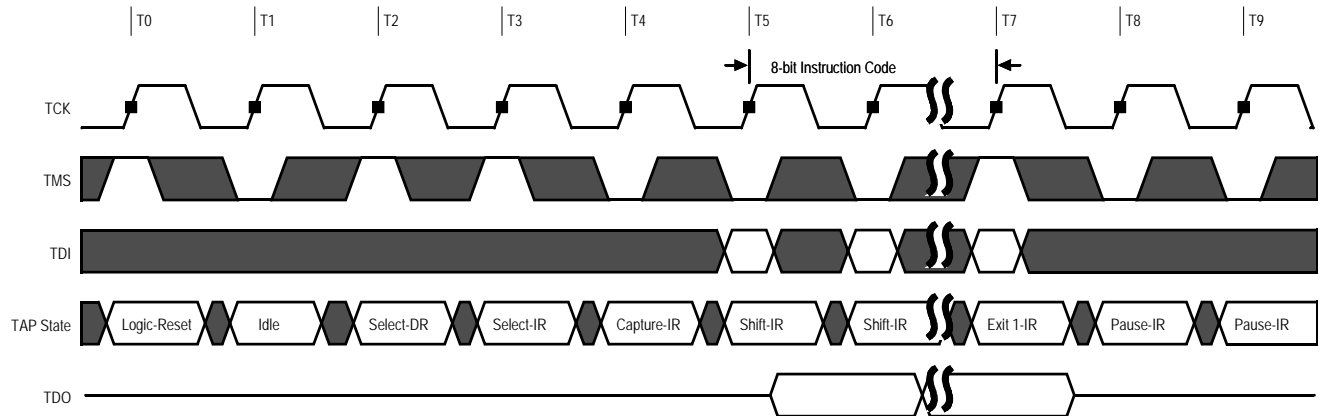 T0 T1 T2 T3 T4 T5 T6 T7 T8 T9
8-bit Instruction Code
TCK
TMS
TDI
TAP State Logic-Reset Idle Select-DR Select-IR Capture-IR Shift-IR Shift-IR Exit 1-IR Pause-IR Pause-IR
TDO